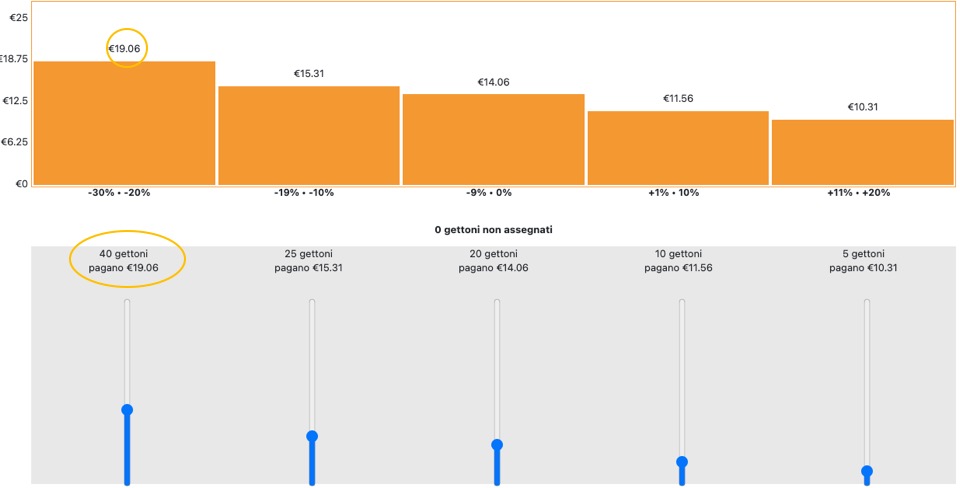 €25
€19.06
€18.75
€15.31
€14.06
€12.5
€11.56
€10.31
€6.25
€0
-30% • -20%
-19% • -10%
-9% • 0%
+1% • 10%
+11% • +20%
0 gettoni non assegnati
40 gettoni
pagano €19.06
25 gettoni
pagano €15.31
20 gettoni
pagano €14.06
10 gettoni
pagano €11.56
5 gettoni
pagano €10.31